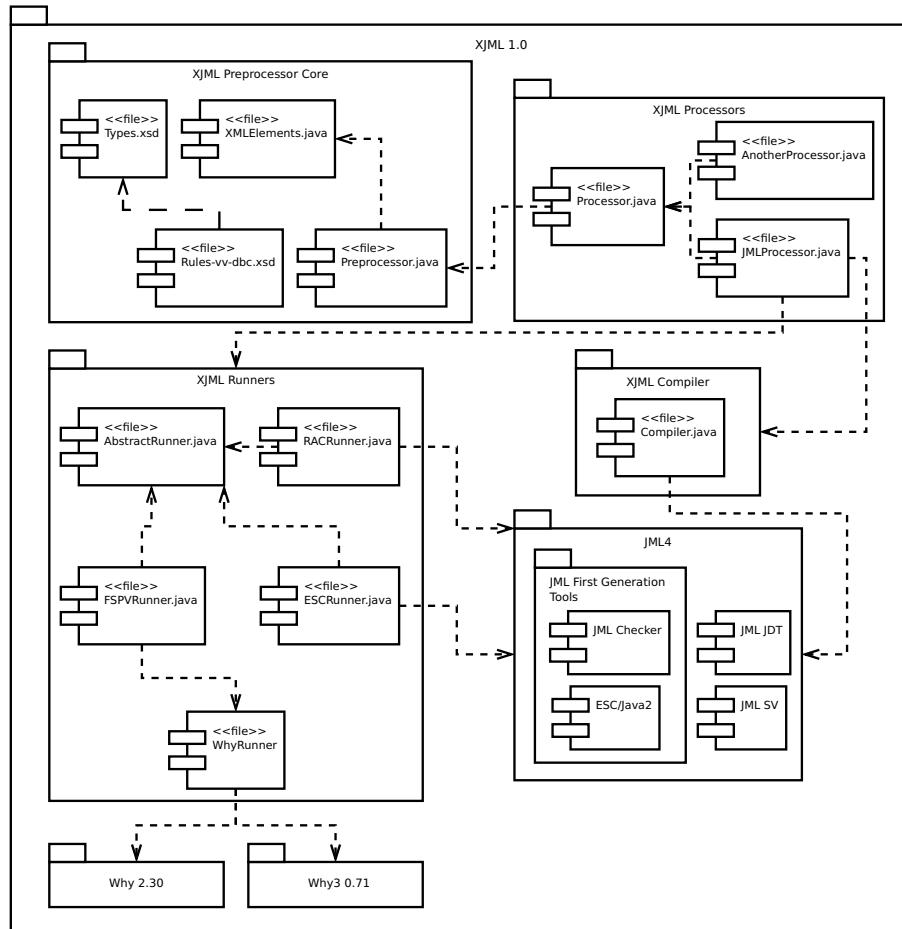 XJML 1.0
XJML Preprocessor Core
<<file>>
Types.xsd
<<file>>
XMLElements.java
<<file>>
Rules-vv-dbc.xsd
<<file>>
Preprocessor.java
XJML Processors
<<file>>
AnotherProcessor.java
<<file>>
Processor.java
<<file>>
JMLProcessor.java
XJML Runners
<<file>>
AbstractRunner.java
<<file>>
RACRunner.java
<<file>>
FSPVRunner.java
<<file>>
ESCRunner.java
<<file>>
WhyRunner
XJML Compiler
<<file>>
Compiler.java
JML4
JML First Generation
Tools
JML Checker
ESC/Java2
JML JDT
JML SV
Why 2.30
Why3 0.71